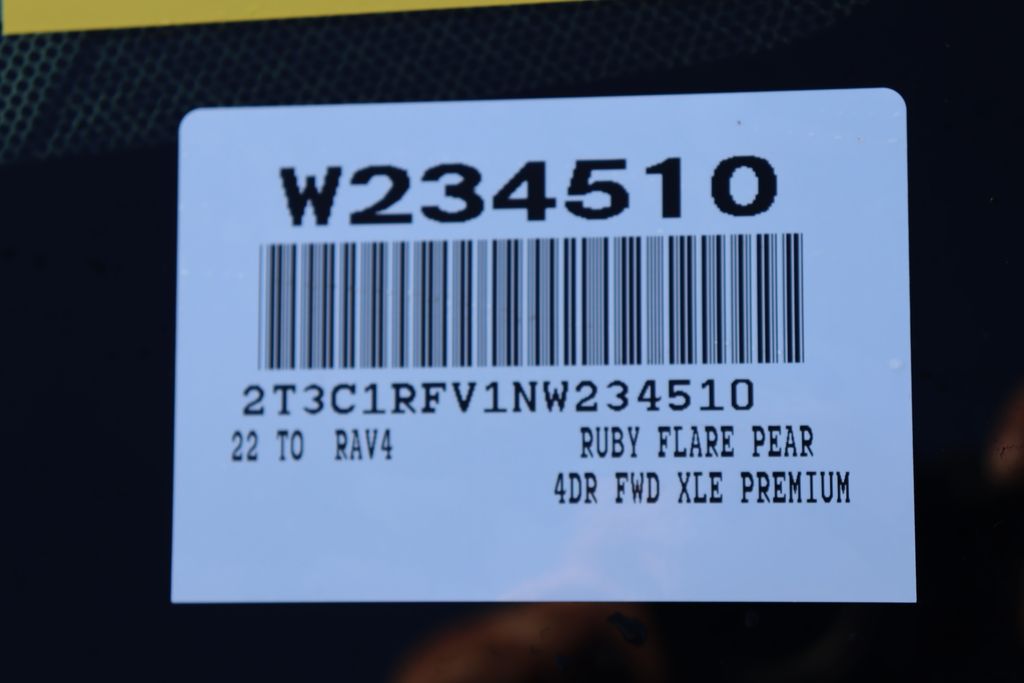 W234510
2T3C1RFV1NW234510
22 TO RAV4 RUBY FLARE PEAR
4DR FWD XLE PREMIUM